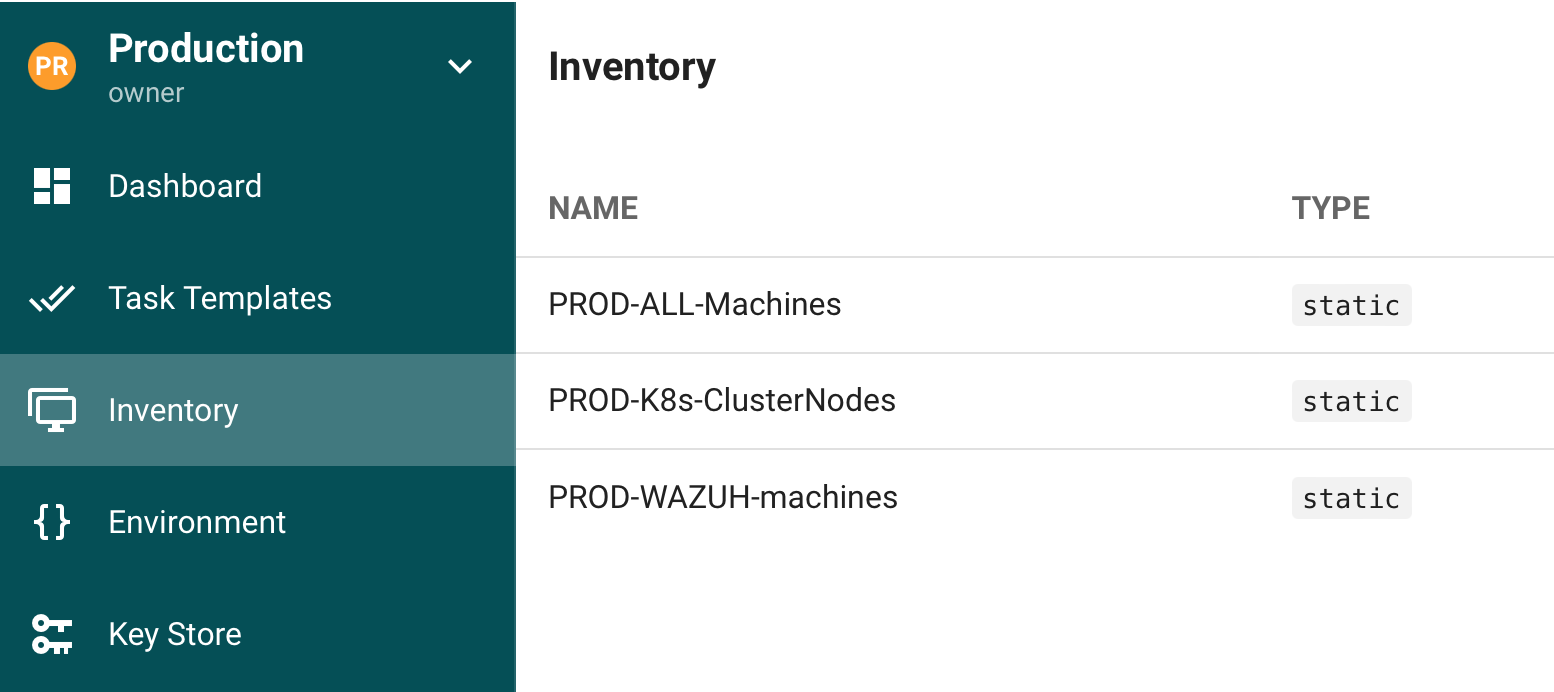 PR
Production
owner
Dashboard
Task Templates
Inventory
Environment
Key Store
Inventory
NAME TYPE
PROD-ALL-Machines static
PROD-K8s-ClusterNodes static
PROD-WAZUH-machines static